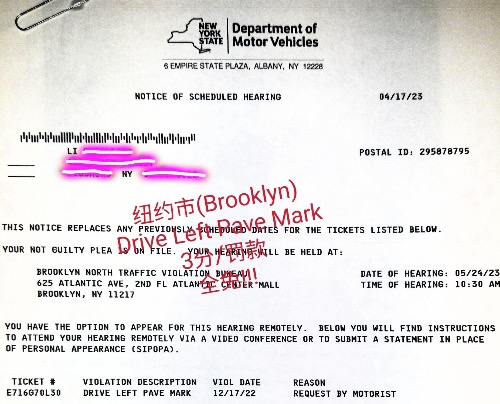 NEW
YORK
STATE
Department of
Motor Vehicles
6 EMPIRE STATE PLAZA, ALBANY, NY 12228
NOTICE OF SCHEDULED HEARING 04/17/23
LI
NY
POSTAL ID: 295878795
纽约市(Brooklyn)
Drive Left Pave Mark
3分/罚款
全免!!!
THIS NOTICE REPLACES ANY PREVIOUSLY SCHEDULED DATES FOR THE TICKETS LISTED BELOW.
YOUR NOT GUILTY PLEA IS ON FILE. YOUR HEARING WILL BE HELD AT:
BROOKLYN NORTH TRAFFIC VIOLATION BUREAU DATE OF HEARING: 05/24/23
625 ATLANTIC AVE, 2ND FL ATLANTIC CENTER MALL TIME OF HEARING: 10:30 AM
BROOKLYN, NY 11217
YOU HAVE THE OPTION TO APPEAR FOR THIS HEARING REMOTELY. BELOW YOU WILL FIND INSTRUCTIONS
TO ATTEND YOUR HEARING REMOTELY VIA A VIDEO CONFERENCE OR TO SUBMIT A STATEMENT IN PLACE
OF PERSONAL APPEARANCE (SIPOPA).
TICKET # VIOLATION DESCRIPTION VIOL DATE REASON
E716G70L30 DRIVE LEFT PAVE MARK 12/17/22 REQUEST BY MOTORIST